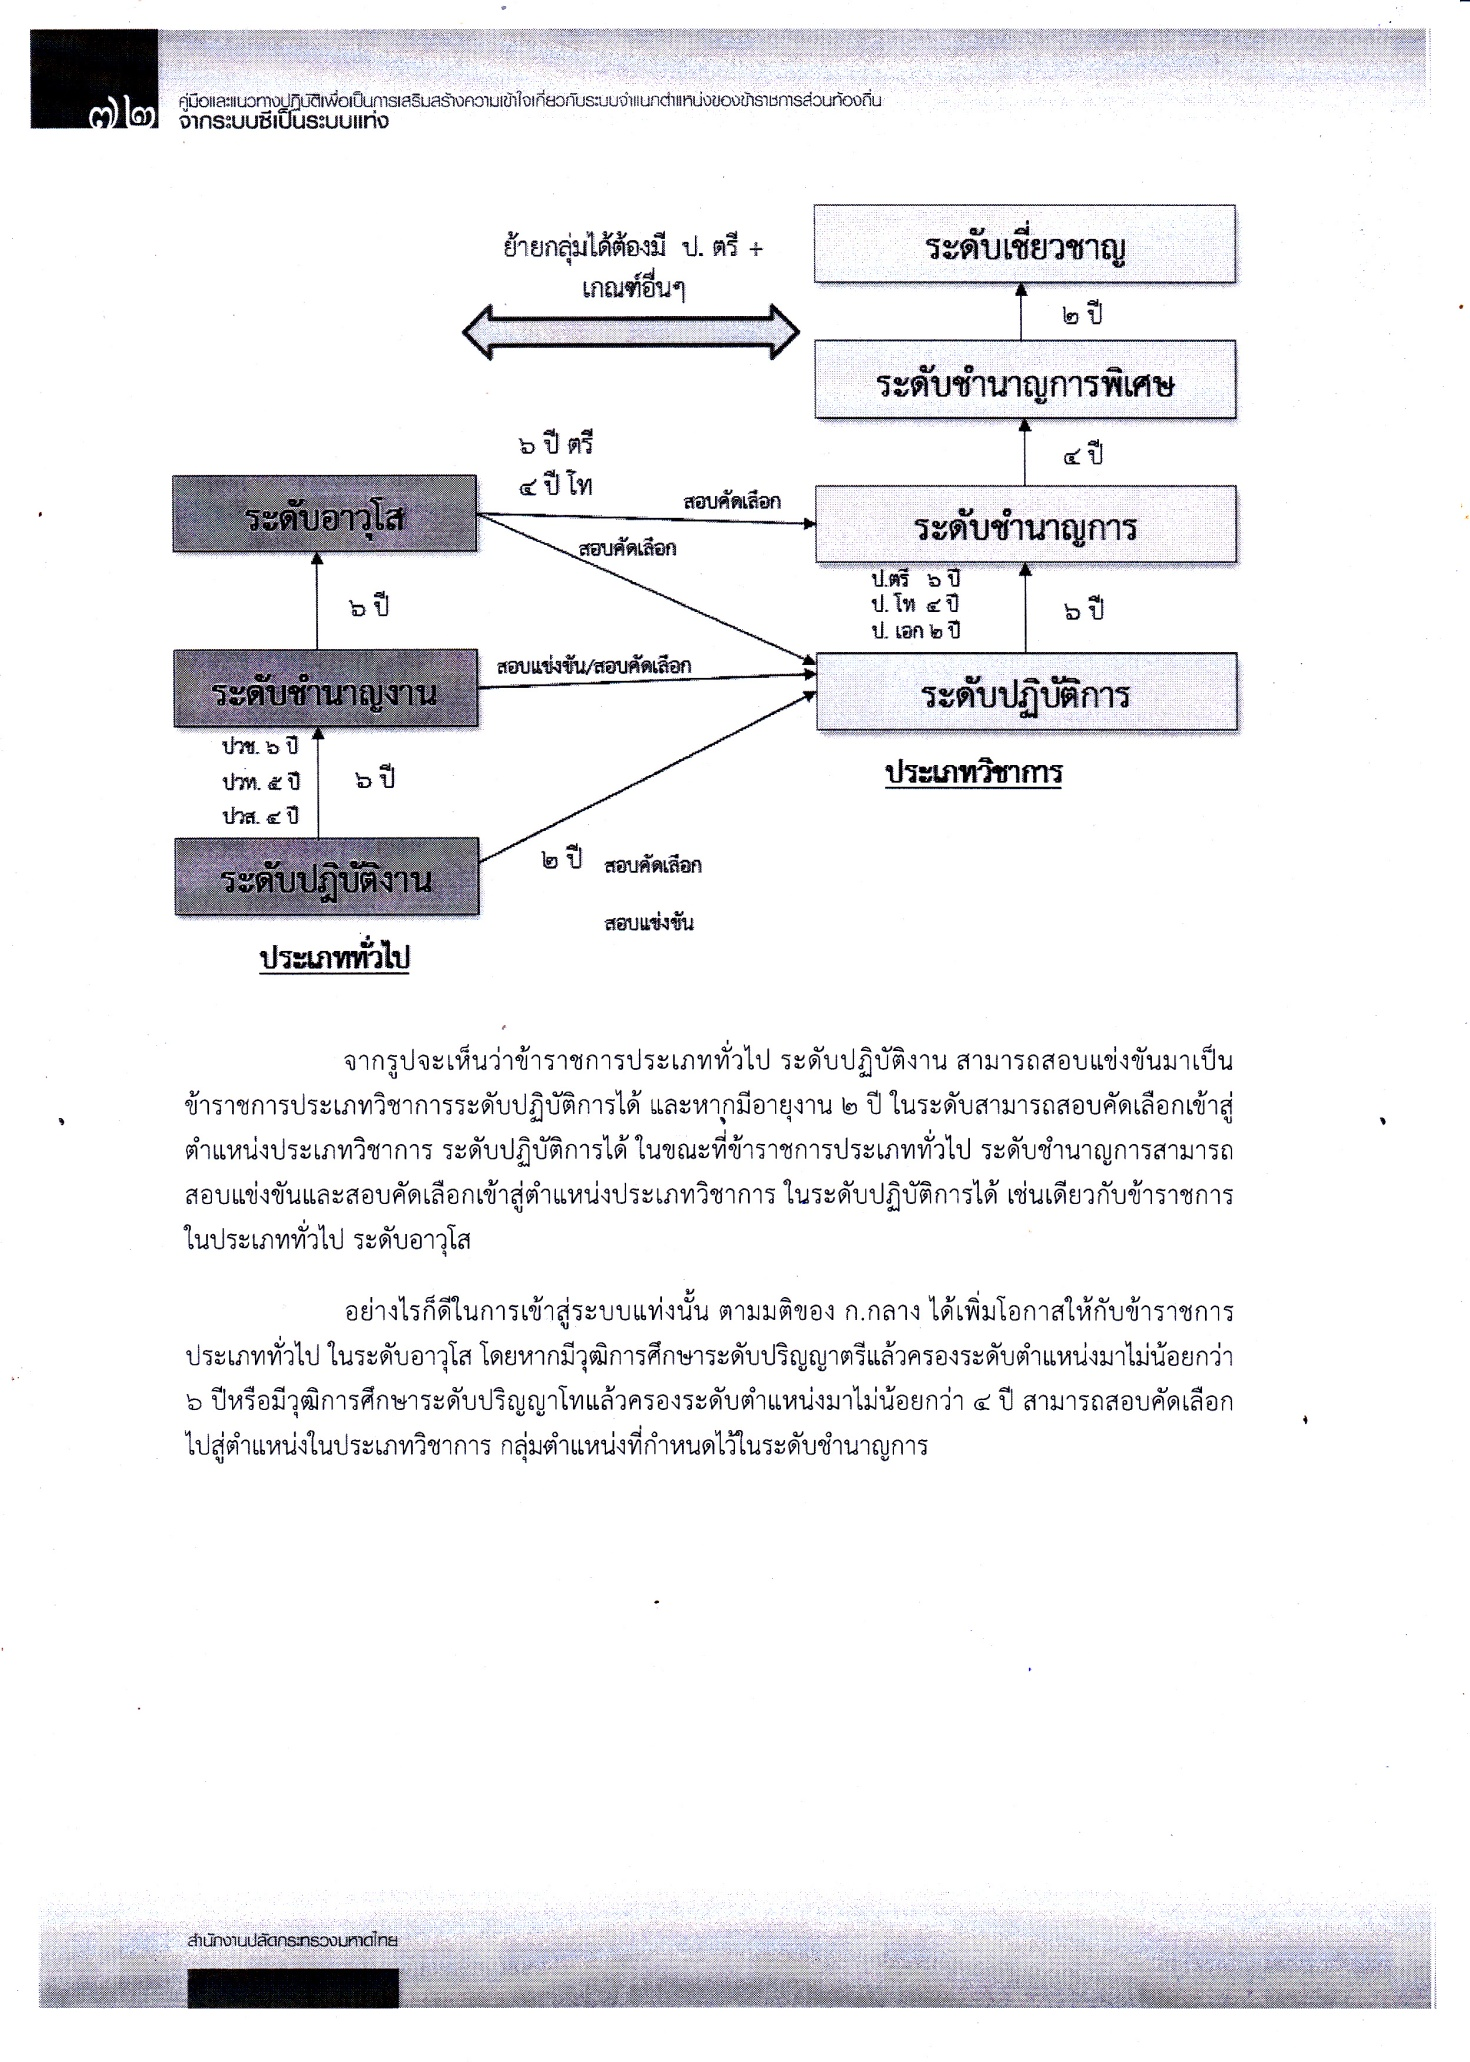 ๗๒
คู่มือและแนวทางปฏิบัติเพื่อเป็นการเสริมสร้างความเข้าใจเกี่ยวกับระบบจำแนกตำแหน่งของข้าราชการส่วนท้องถิ่น
จากระบบซีเป็นระบบแท่ง
ย้ายกลุ่มได้ต้องมี ป. ตรี +
เกณฑ์อื่นๆ
ระดับเชี่ยวชาญ
๒ ปี
ระดับชำนาญการพิเศษ
๔ ปี
๖ ปี ตรี
๔ ปี โท
ระดับอาวุโส
สอบคัดเลือก
ระดับชำนาญการ
สอบคัดเลือก
ป.ตรี ๖ ปี
ป. โท ๔ ปี
ป. เอก ๒ ปี
๖ ปี
๖ ปี
ระดับชำนาญงาน
สอบแข่งขัน/สอบคัดเลือก
ระดับปฏิบัติการ
ประเภทวิชาการ
ปวช. ๖ ปี
ปวท. ๕ ปี
ปวส. ๔ ปี
๖ ปี
ระดับปฏิบัติงาน
๒ ปี สอบคัดเลือก
สอบแข่งขัน
ประเภททั่วไป
จากรูปจะเห็นว่าข้าราชการประเภททั่วไป ระดับปฏิบัติงาน สามารถสอบแข่งขันมาเป็น
ข้าราชการประเภทวิชาการระดับปฏิบัติการได้ และหากมีอายุงาน ๒ ปี ในระดับสามารถสอบคัดเลือกเข้าสู่
ตำแหน่งประเภทวิชาการ ระดับปฏิบัติการได้ ในขณะที่ข้าราชการประเภททั่วไป ระดับชำนาญการสามารถ
สอบแข่งขันและสอบคัดเลือกเข้าสู่ตำแหน่งประเภทวิชาการ ในระดับปฏิบัติการได้ เช่นเดียวกับข้าราชการ
ในประเภททั่วไป ระดับอาวุโส
อย่างไรก็ดีในการเข้าสู่ระบบแท่งนั้น ตามมติของ ก.กลาง ได้เพิ่มโอกาสให้กับข้าราชการ
ประเภททั่วไป ในระดับอาวุโส โดยหากมีวุฒิการศึกษาระดับปริญญาตรีแล้วครองระดับตำแหน่งมาไม่น้อยกว่า
๖ ปีหรือมีวุฒิการศึกษาระดับปริญญาโทแล้วครองระดับตำแหน่งมาไม่น้อยกว่า ๔ ปี สามารถสอบคัดเลือก
ไปสู่ตำแหน่งในประเภทวิชาการ กลุ่มตำแหน่งที่กำหนดไว้ในระดับชำนาญการ
สำนักงานปลัดกระทรวงมหาดไทย